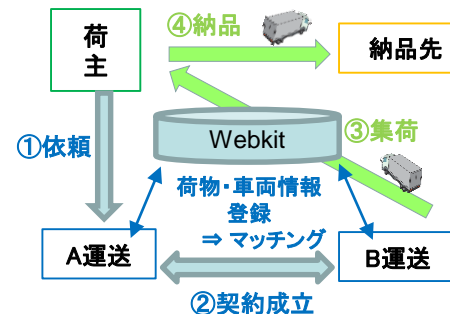 ④納品
荷
主
納品先
Webkit
③集荷
①依頼
荷物・車両情報
登録
⇒ マッチング
A運送
B運送
②契約成立